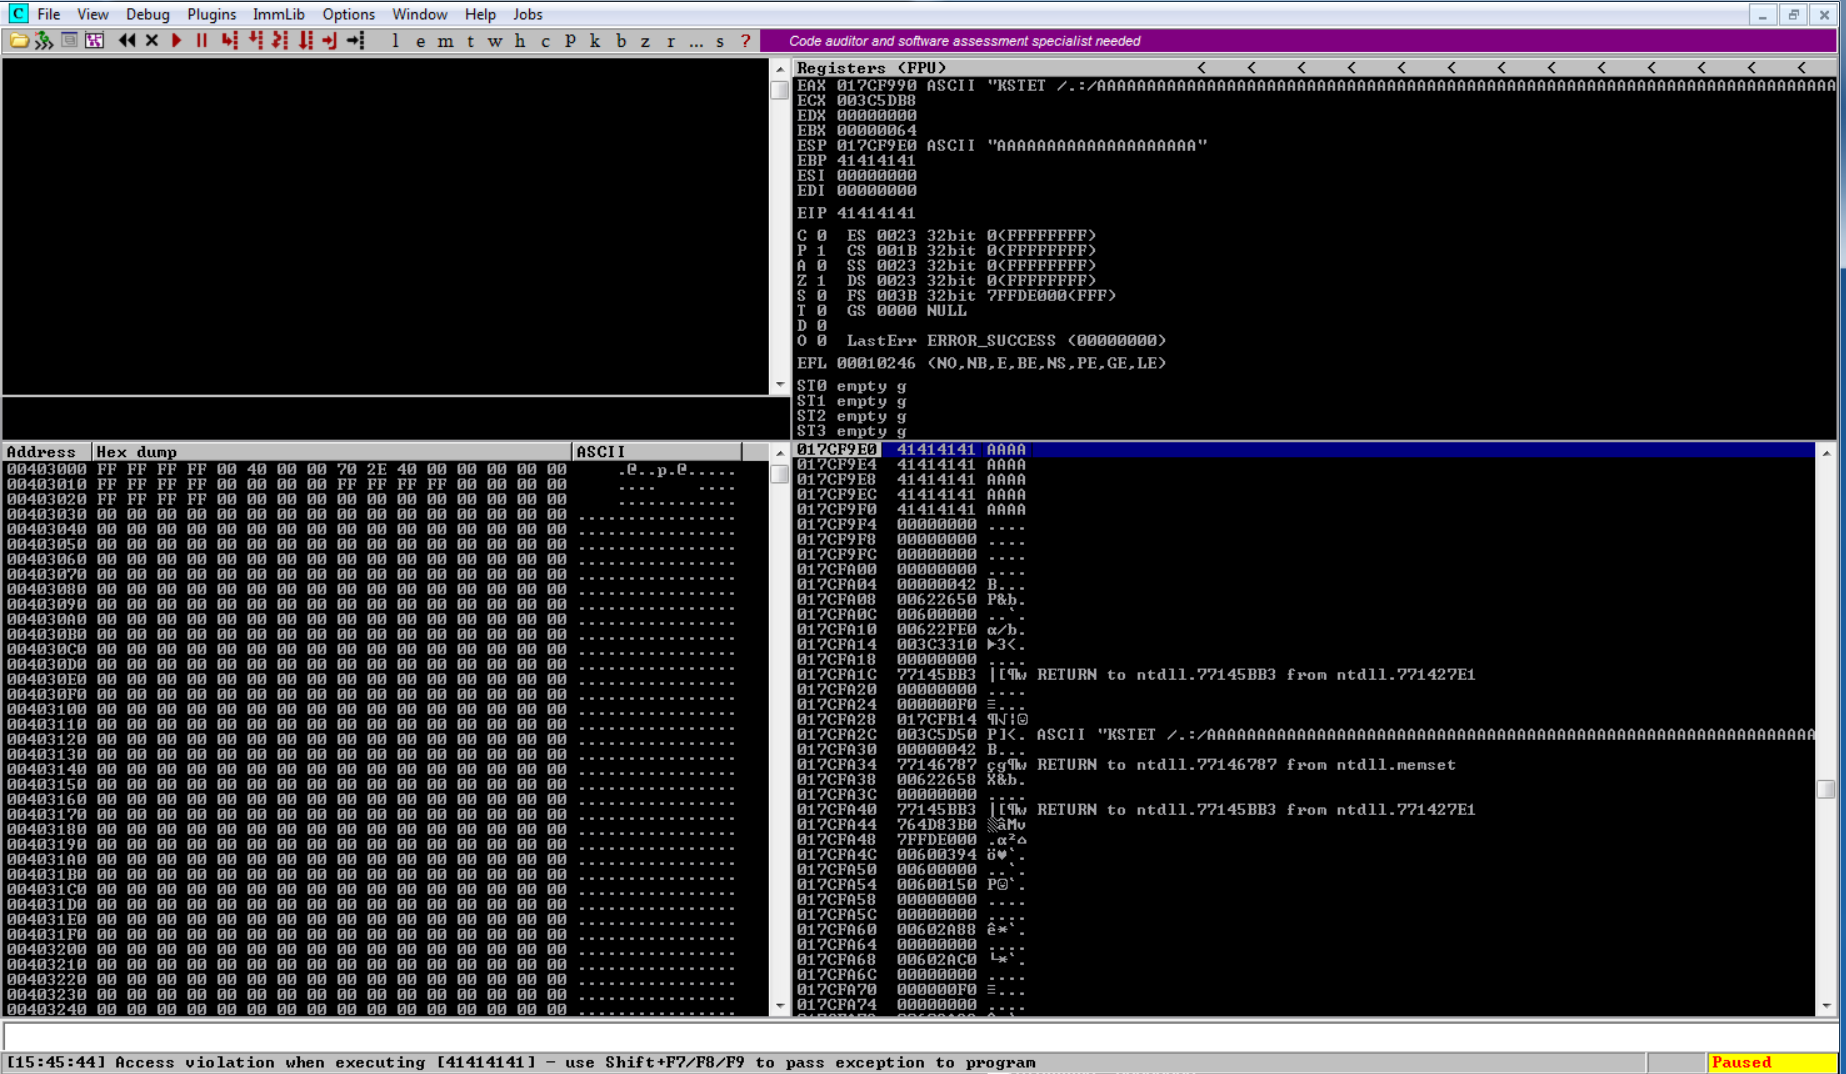 File View Debug Plugins ImmLib Options Window Help Jobs
l e m t w h c P k b z r ... s ?
Code auditor and software assessment specialist needed
Registers (FPU) < < < < < < < < < < < < <
EAX 017CF990 ASCII "KSTET /.:/AAAAAAAAAAAAAAAAAAAAAAAAAAAAAAAAAAAAAAAAAAAAAAAAAAAAAAAAAAAAAAAAAAAAAAAAAA
ECX 003C5DB8
EDX 00000000
EBX 00000064
ESP 017CF9E0 ASCII "AAAAAAAAAAAAAAAAAAAA"
EBP 41414141
ESI 00000000
EDI 00000000
EIP 41414141
C 0 ES 0023 32bit 0(FFFFFFFF)
P 1 CS 001B 32bit 0(FFFFFFFF)
A 0 SS 0023 32bit 0(FFFFFFFF)
Z 1 DS 0023 32bit 0(FFFFFFFF)
S 0 FS 003B 32bit 7FFDE000(FFF)
T 0 GS 0000 NULL
D 0
O 0 LastErr ERROR_SUCCESS (00000000)
EFL 00010246 (NO,NB,E,BE,NS,PE,GE,LE)
ST0 empty g
ST1 empty g
ST2 empty g
ST3 empty g
Address Hex dump ASCII
00403000 FF FF FF FF 00 40 00 00 70 2E 40 00 00 00 00 00 .@..p.@.....
00403010 FF FF FF FF 00 00 00 00 FF FF FF FF 00 00 00 00 .... ....
00403020 FF FF FF FF 00 00 00 00 00 00 00 00 00 00 00 00 ............
00403030 00 00 00 00 00 00 00 00 00 00 00 00 00 00 00 00 ................
00403040 00 00 00 00 00 00 00 00 00 00 00 00 00 00 00 00 ................
00403050 00 00 00 00 00 00 00 00 00 00 00 00 00 00 00 00 ................
00403060 00 00 00 00 00 00 00 00 00 00 00 00 00 00 00 00 ................
00403070 00 00 00 00 00 00 00 00 00 00 00 00 00 00 00 00 ................
00403080 00 00 00 00 00 00 00 00 00 00 00 00 00 00 00 00 ................
00403090 00 00 00 00 00 00 00 00 00 00 00 00 00 00 00 00 ................
004030A0 00 00 00 00 00 00 00 00 00 00 00 00 00 00 00 00 ................
004030B0 00 00 00 00 00 00 00 00 00 00 00 00 00 00 00 00 ................
004030C0 00 00 00 00 00 00 00 00 00 00 00 00 00 00 00 00 ................
004030D0 00 00 00 00 00 00 00 00 00 00 00 00 00 00 00 00 ................
004030E0 00 00 00 00 00 00 00 00 00 00 00 00 00 00 00 00 ................
004030F0 00 00 00 00 00 00 00 00 00 00 00 00 00 00 00 00 ................
00403100 00 00 00 00 00 00 00 00 00 00 00 00 00 00 00 00 ................
00403110 00 00 00 00 00 00 00 00 00 00 00 00 00 00 00 00 ................
00403120 00 00 00 00 00 00 00 00 00 00 00 00 00 00 00 00 ................
00403130 00 00 00 00 00 00 00 00 00 00 00 00 00 00 00 00 ................
00403140 00 00 00 00 00 00 00 00 00 00 00 00 00 00 00 00 ................
00403150 00 00 00 00 00 00 00 00 00 00 00 00 00 00 00 00 ................
00403160 00 00 00 00 00 00 00 00 00 00 00 00 00 00 00 00 ................
00403170 00 00 00 00 00 00 00 00 00 00 00 00 00 00 00 00 ................
00403180 00 00 00 00 00 00 00 00 00 00 00 00 00 00 00 00 ................
00403190 00 00 00 00 00 00 00 00 00 00 00 00 00 00 00 00 ................
004031A0 00 00 00 00 00 00 00 00 00 00 00 00 00 00 00 00 ................
004031B0 00 00 00 00 00 00 00 00 00 00 00 00 00 00 00 00 ................
004031C0 00 00 00 00 00 00 00 00 00 00 00 00 00 00 00 00 ................
004031D0 00 00 00 00 00 00 00 00 00 00 00 00 00 00 00 00 ................
004031E0 00 00 00 00 00 00 00 00 00 00 00 00 00 00 00 00 ................
004031F0 00 00 00 00 00 00 00 00 00 00 00 00 00 00 00 00 ................
00403200 00 00 00 00 00 00 00 00 00 00 00 00 00 00 00 00 ................
00403210 00 00 00 00 00 00 00 00 00 00 00 00 00 00 00 00 ................
00403220 00 00 00 00 00 00 00 00 00 00 00 00 00 00 00 00 ................
00403230 00 00 00 00 00 00 00 00 00 00 00 00 00 00 00 00 ................
00403240 00 00 00 00 00 00 00 00 00 00 00 00 00 00 00 00 ................
017CF9E0 41414141 AAAA
017CF9E4 41414141 AAAA
017CF9E8 41414141 AAAA
017CF9EC 41414141 AAAA
017CF9F0 41414141 AAAA
017CF9F4 00000000 ....
017CF9F8 00000000 ....
017CF9FC 00000000 ....
017CFA00 00000000 ....
017CFA04 00000042 B...
017CFA08 00622650 P&b.
017CFA0C 00600000 ..`.
017CFA10 00622FE0 α/b.
017CFA14 003C3310 ►3<.
017CFA18 00000000 ....
017CFA1C 77145BB3 │[¶w RETURN to ntdll.77145BB3 from ntdll.771427E1
017CFA20 00000000 ....
017CFA24 000000F0 ≡...
017CFA28 017CFB14 ¶√|☺
017CFA2C 003C5D50 P]<. ASCII "KSTET /.:/AAAAAAAAAAAAAAAAAAAAAAAAAAAAAAAAAAAAAAAAAAAAAAAAAAAAAAAAAAAAA
017CFA30 00000042 B...
017CFA34 77146787 çg¶w RETURN to ntdll.77146787 from ntdll.memset
017CFA38 00622658 X&b.
017CFA3C 00000000 ....
017CFA40 77145BB3 │[¶w RETURN to ntdll.77145BB3 from ntdll.771427E1
017CFA44 764D83B0 ░âMv
017CFA48 7FFDE000 .α²⌂
017CFA4C 00600394 ö♥`.
017CFA50 00600000 ..`.
017CFA54 00600150 P☺`.
017CFA58 00000000 ....
017CFA5C 00000000 ....
017CFA60 00602A88 ê*`.
017CFA64 00000000 ....
017CFA68 00602AC0 └*`.
017CFA6C 00000000 ....
017CFA70 000000F0 ≡...
017CFA74 00000000 ....
[15:45:44] Access violation when executing [41414141] - use Shift+F7/F8/F9 to pass exception to program
Paused